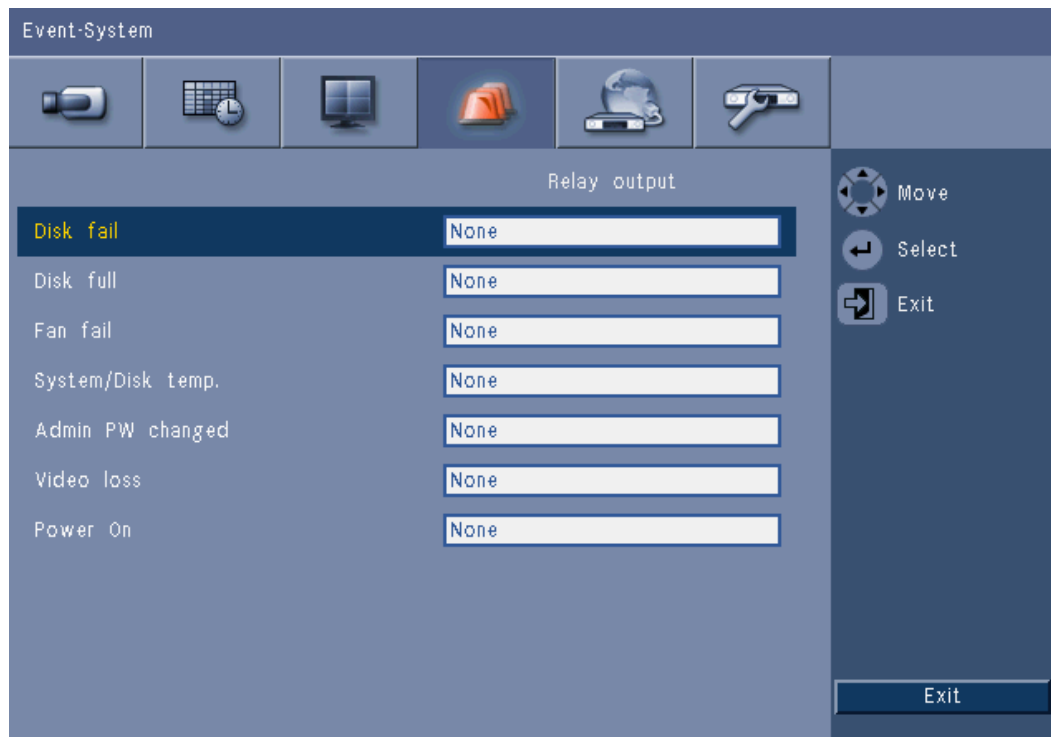 Event-System
Relay output
Disk fail None
Disk full None
Fan fail None
System/Disk temp. None
Admin PW changed None
Video loss None
Power On None
Move
Select
Exit
Exit